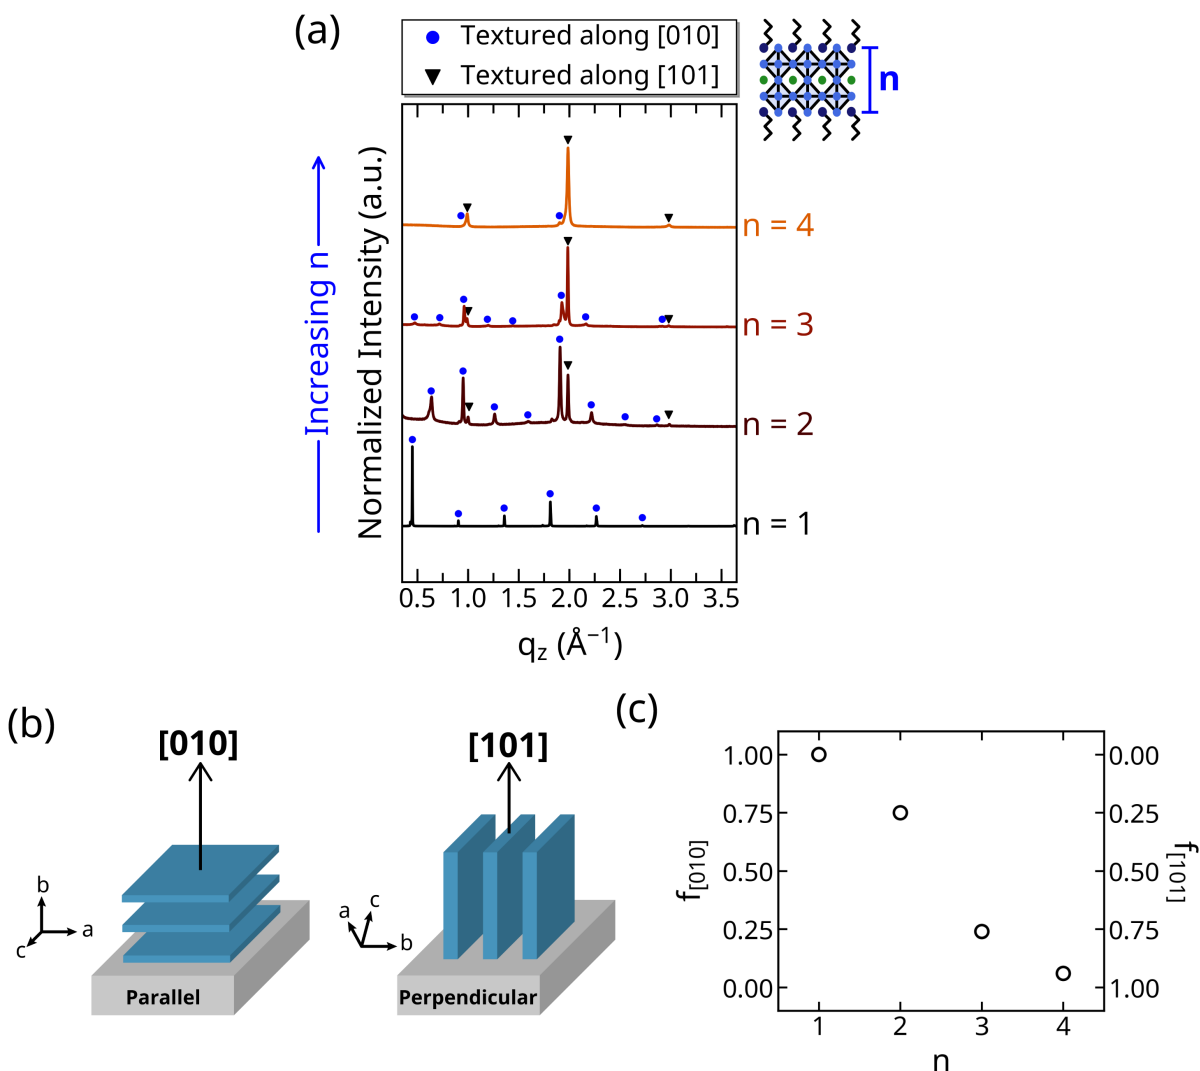 (a)
Textured along [010]
Textured along [101]
n
Increasing n
Normalized Intensity (a.u.)
n = 4
n = 3
n = 2
n = 1
0.5 1.0 1.5 2.0 2.5 3.0 3.5
q_z (Å⁻¹)
(b)
[010]
b
a
c
Parallel
[101]
a
c
b
Perpendicular
(c)
f_[010]
1.00
0.75
0.50
0.25
0.00
0.00
0.25
0.50
0.75
1.00
f_[101]
1 2 3 4
n